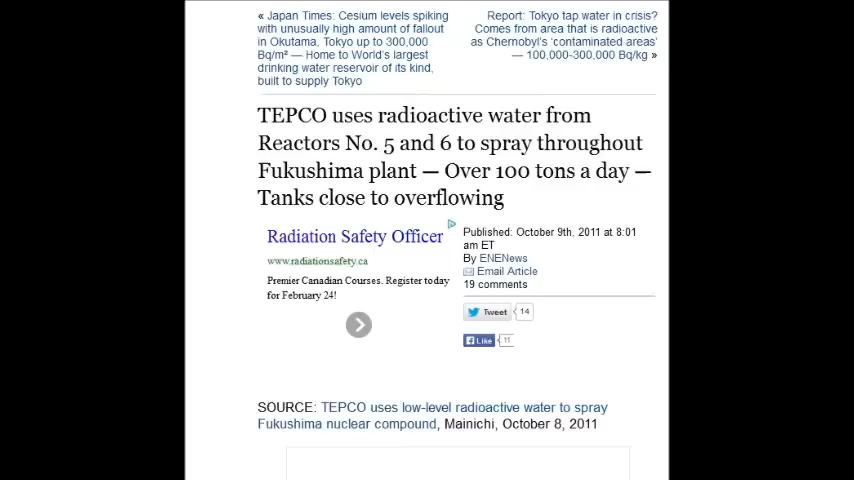 « Japan Times: Cesium levels spiking
with unusually high amount of fallout
in Okutama, Tokyo up to 300,000
Bq/m² — Home to World's largest
drinking water reservoir of its kind,
built to supply Tokyo
Report: Tokyo tap water in crisis?
Comes from area that is radioactive
as Chernobyl's 'contaminated areas'
— 100,000-300,000 Bq/kg »
TEPCO uses radioactive water from
Reactors No. 5 and 6 to spray throughout
Fukushima plant — Over 100 tons a day —
Tanks close to overflowing
Radiation Safety Officer
www.radiationsafety.ca
Premier Canadian Courses. Register today
for February 24!
Published: October 9th, 2011 at 8:01
am ET
By ENENews
Email Article
19 comments
Tweet 14
Like 11
SOURCE: TEPCO uses low-level radioactive water to spray
Fukushima nuclear compound, Mainichi, October 8, 2011